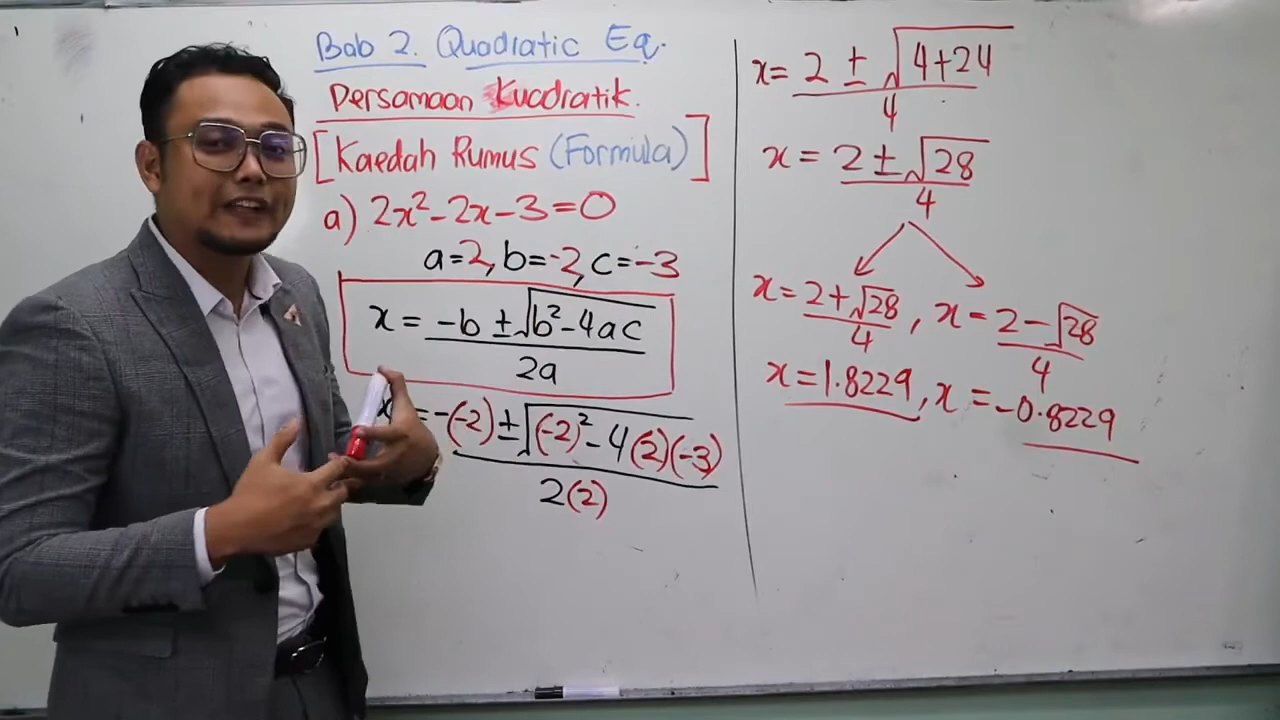 Bab 2. Quadratic Eq.
Persamaan Kuadratik.
[Kaedah Rumus (Formula)]
a) 2x²-2x-3=0
a=2, b=-2, c=-3
x = -b ±√b²-4ac
2a
x = -(-2) ± √(-2)²-4(2)(-3)
2(2)
x= 2 ± √4+24
4
x = 2 ± √28
4
x= 2+√28 , x = 2-√28
4 4
x=1.8229, x = -0.8229